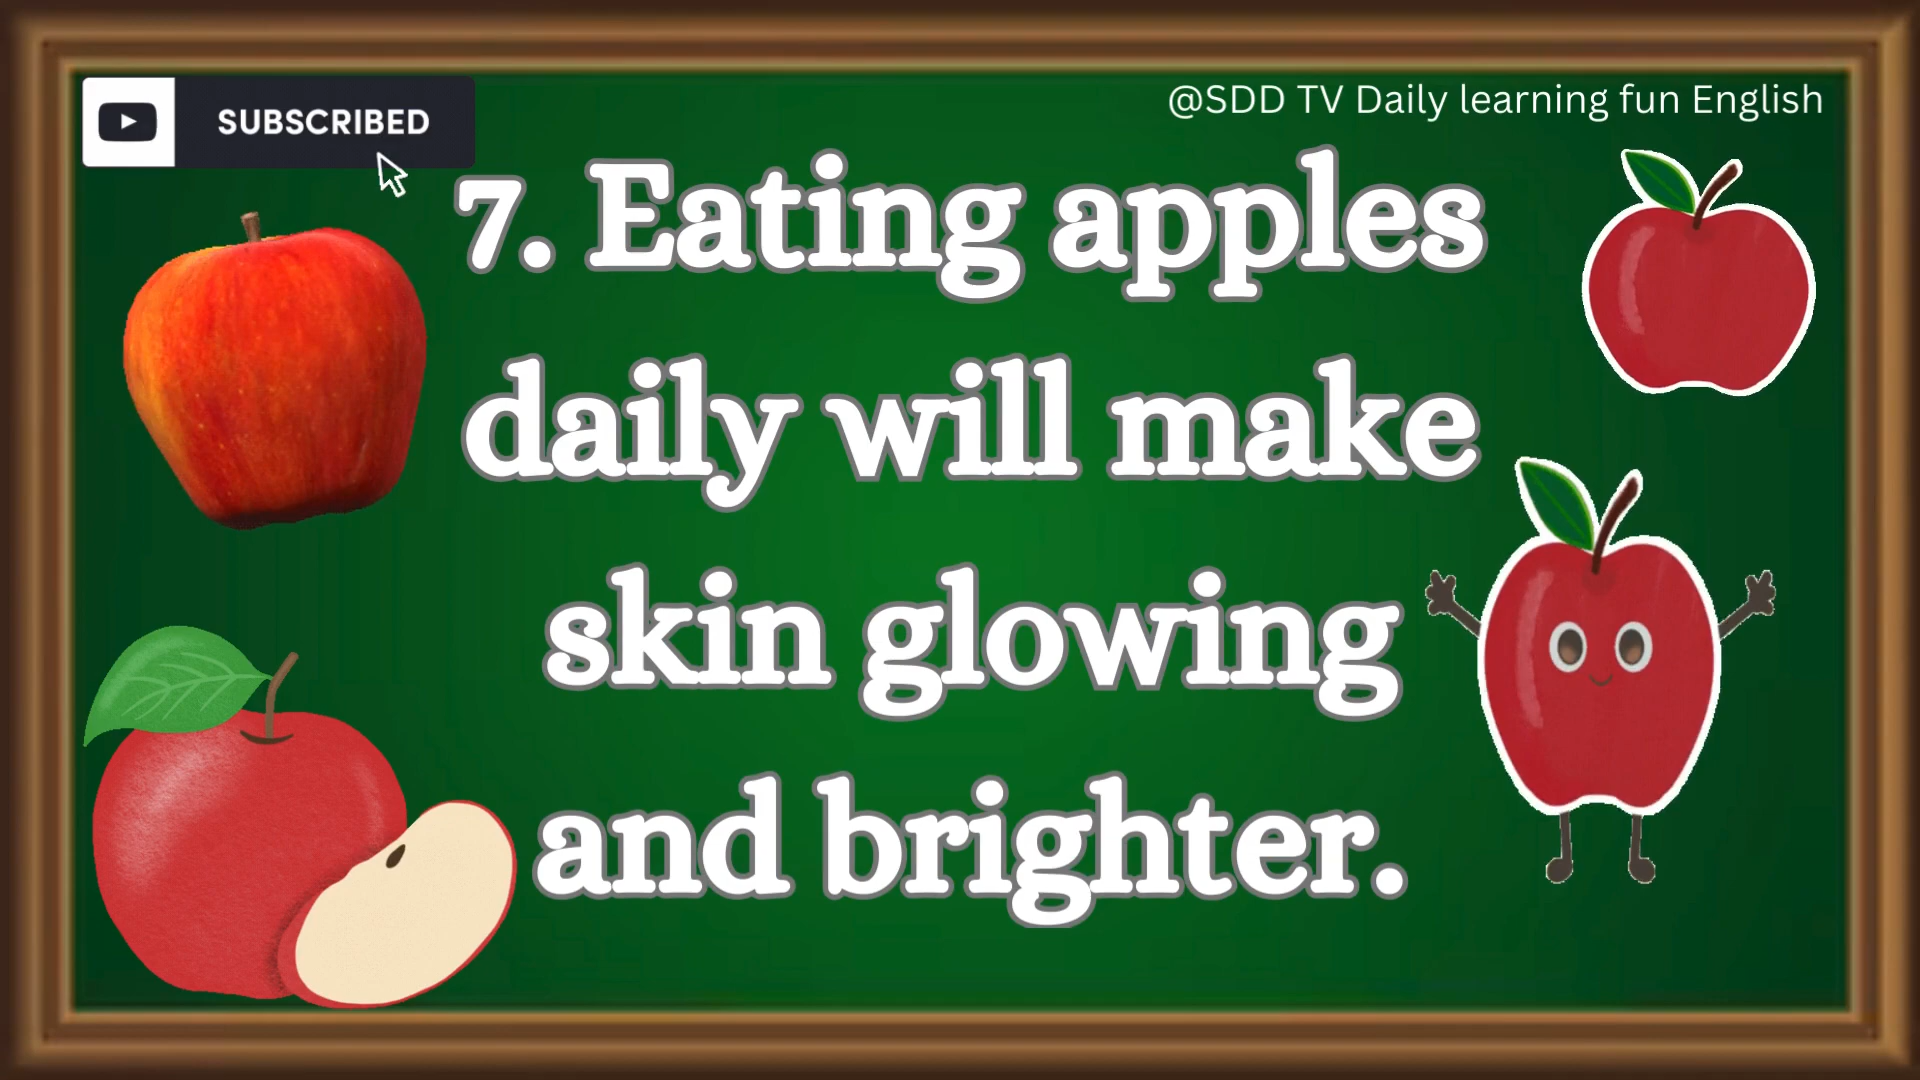 SUBSCRIBED
@SDD TV Daily learning fun English
7. Eating apples
daily will make
skin glowing
and brighter.